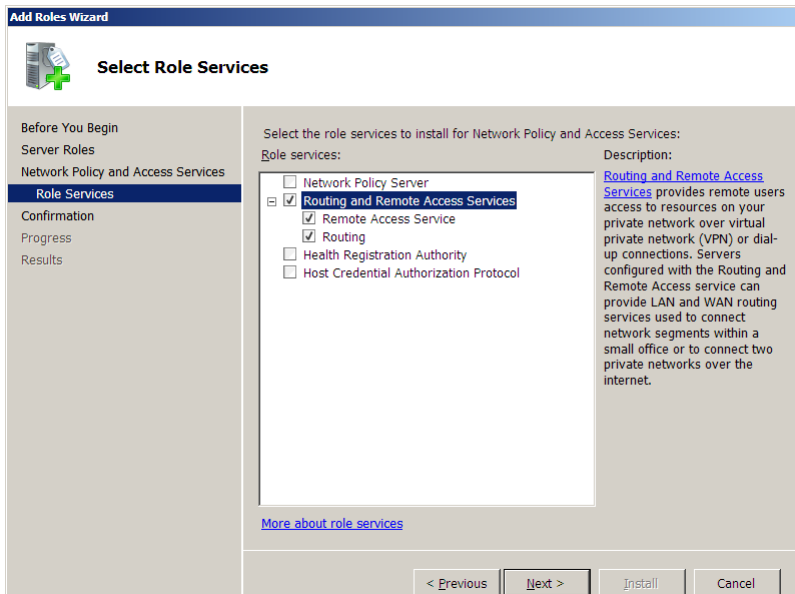 Add Roles Wizard
Select Role Services
Before You Begin
Server Roles
Network Policy and Access Services
Role Services
Confirmation
Progress
Results
Select the role services to install for Network Policy and Access Services:
Role services:
Network Policy Server
Routing and Remote Access Services
Remote Access Service
Routing
Health Registration Authority
Host Credential Authorization Protocol
More about role services
Description:
Routing and Remote Access
Services provides remote users
access to resources on your
private network over virtual
private network (VPN) or dial-
up connections. Servers
configured with the Routing and
Remote Access service can
provide LAN and WAN routing
services used to connect
network segments within a
small office or to connect two
private networks over the
internet.
< Previous
Next >
Install
Cancel